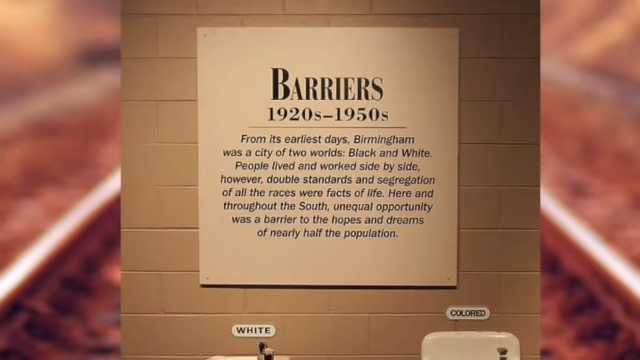 BARRIERS
1920s–1950s
From its earliest days, Birmingham
was a city of two worlds: Black and White.
People lived and worked side by side,
however, double standards and segregation
of all the races were facts of life. Here and
throughout the South, unequal opportunity
was a barrier to the hopes and dreams
of nearly half the population.
COLORED
WHITE